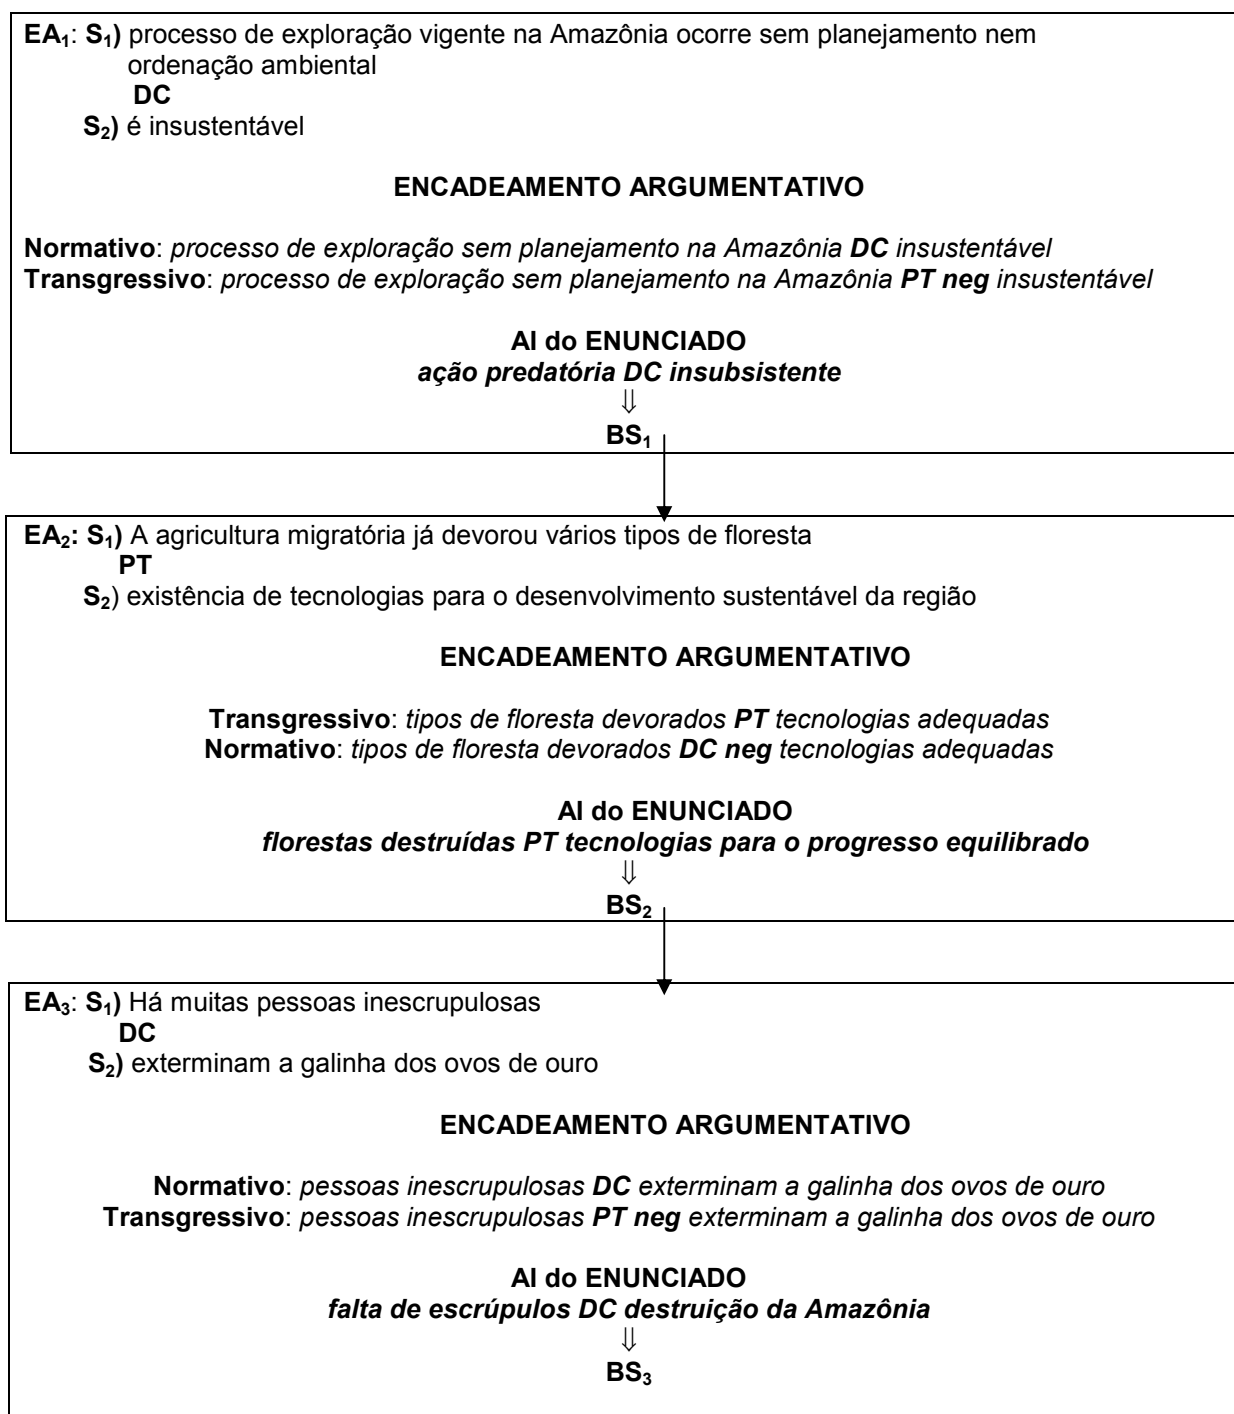 EA₁: S₁) processo de exploração vigente na Amazônia ocorre sem planejamento nem
ordenação ambiental
DC
S₂) é insustentável
ENCADEAMENTO ARGUMENTATIVO
Normativo: processo de exploração sem planejamento na Amazônia DC insustentável
Transgressivo: processo de exploração sem planejamento na Amazônia PT neg insustentável
AI do ENUNCIADO
ação predatória DC insubsistente
⇓
BS₁
EA₂: S₁) A agricultura migratória já devorou vários tipos de floresta
PT
S₂) existência de tecnologias para o desenvolvimento sustentável da região
ENCADEAMENTO ARGUMENTATIVO
Transgressivo: tipos de floresta devorados PT tecnologias adequadas
Normativo: tipos de floresta devorados DC neg tecnologias adequadas
AI do ENUNCIADO
florestas destruídas PT tecnologias para o progresso equilibrado
⇓
BS₂
EA₃: S₁) Há muitas pessoas inescrupulosas
DC
S₂) exterminam a galinha dos ovos de ouro
ENCADEAMENTO ARGUMENTATIVO
Normativo: pessoas inescrupulosas DC exterminam a galinha dos ovos de ouro
Transgressivo: pessoas inescrupulosas PT neg exterminam a galinha dos ovos de ouro
AI do ENUNCIADO
falta de escrúpulos DC destruição da Amazônia
⇓
BS₃